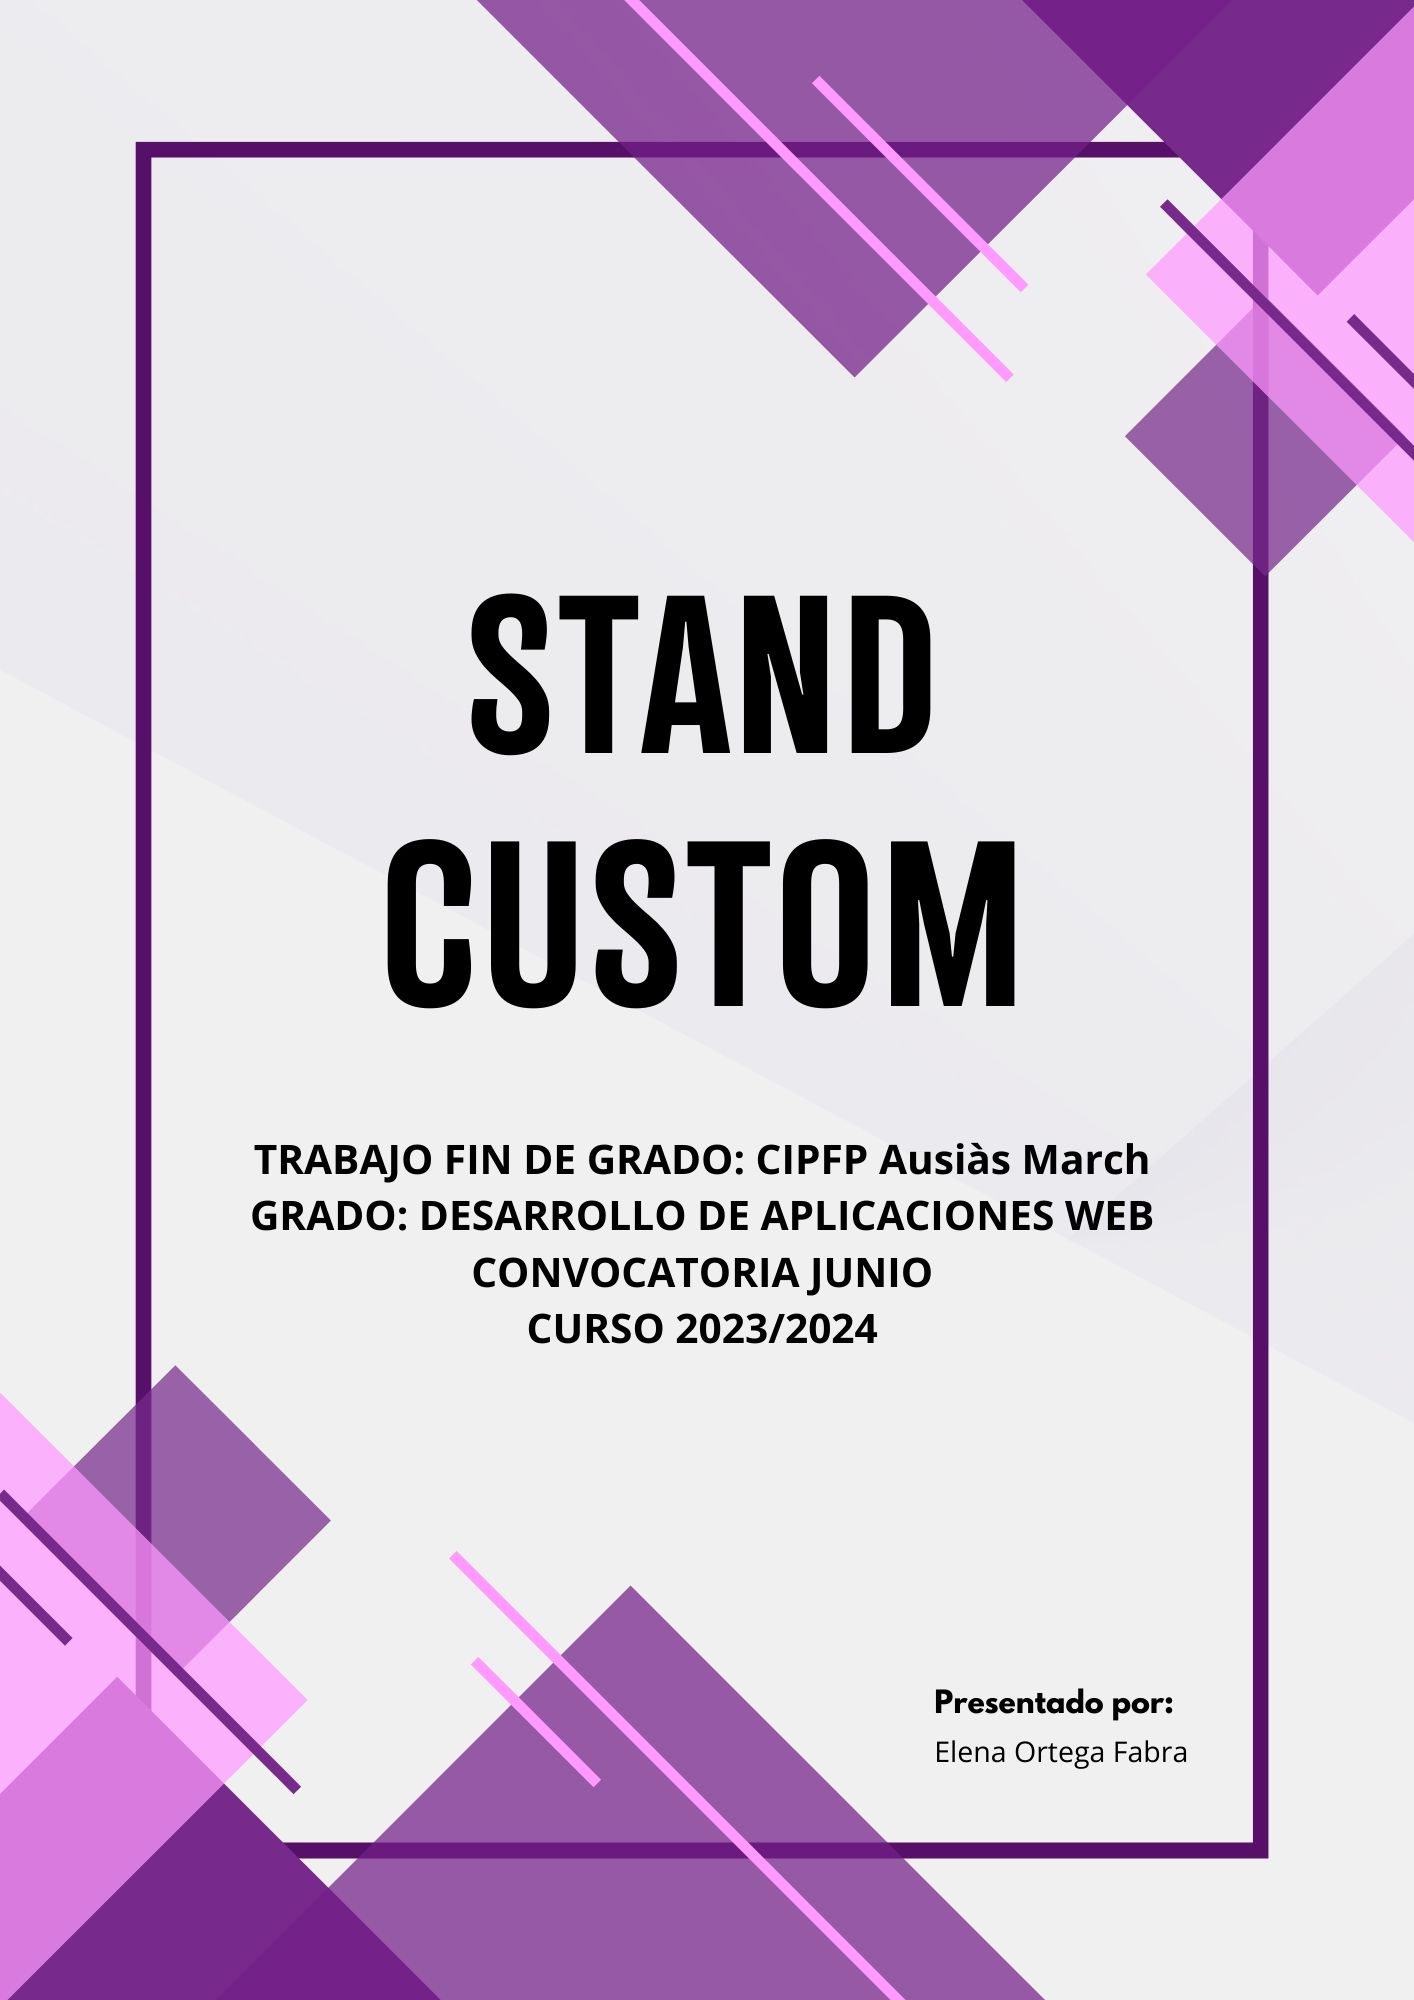 STAND
CUSTOM
TRABAJO FIN DE GRADO: CIPFP Ausiàs March
GRADO: DESARROLLO DE APLICACIONES WEB
CONVOCATORIA JUNIO
CURSO 2023/2024
Presentado por:
Elena Ortega Fabra